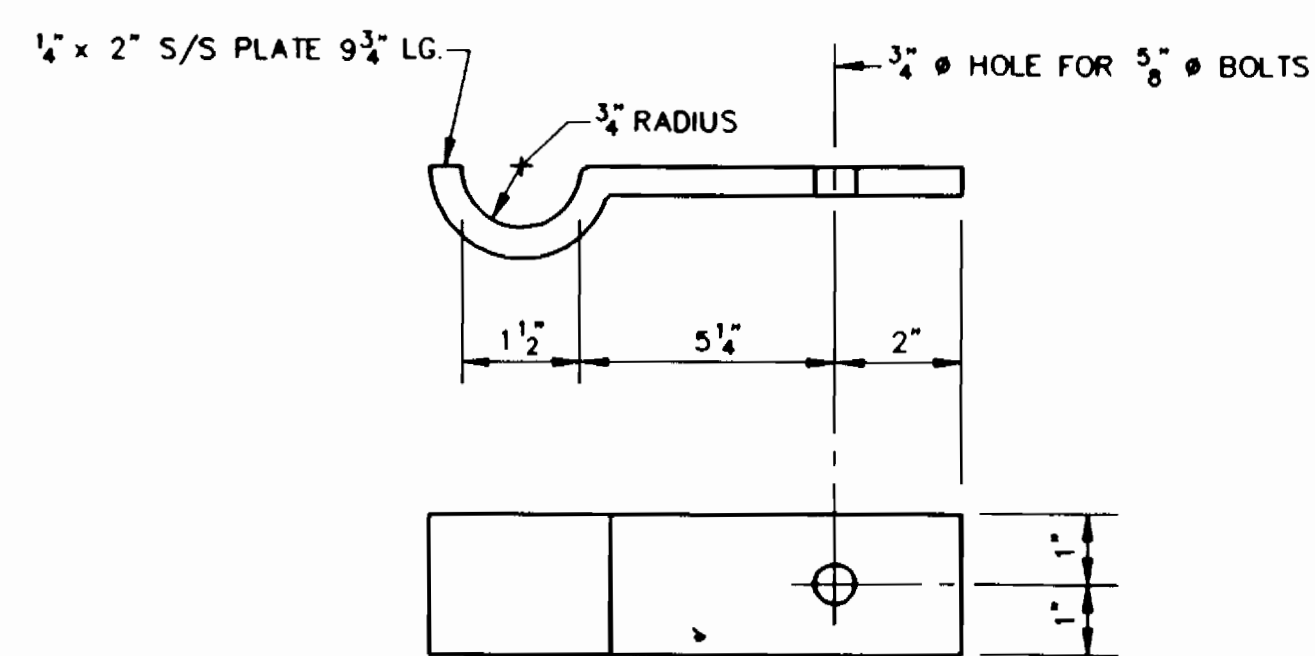 1/4" x 2" S/S PLATE 9 3/4" LG.
3/4" ø HOLE FOR 5/8" ø BOLTS
3/4" RADIUS
1 1/2"
5 1/4"
2"
1"
1"